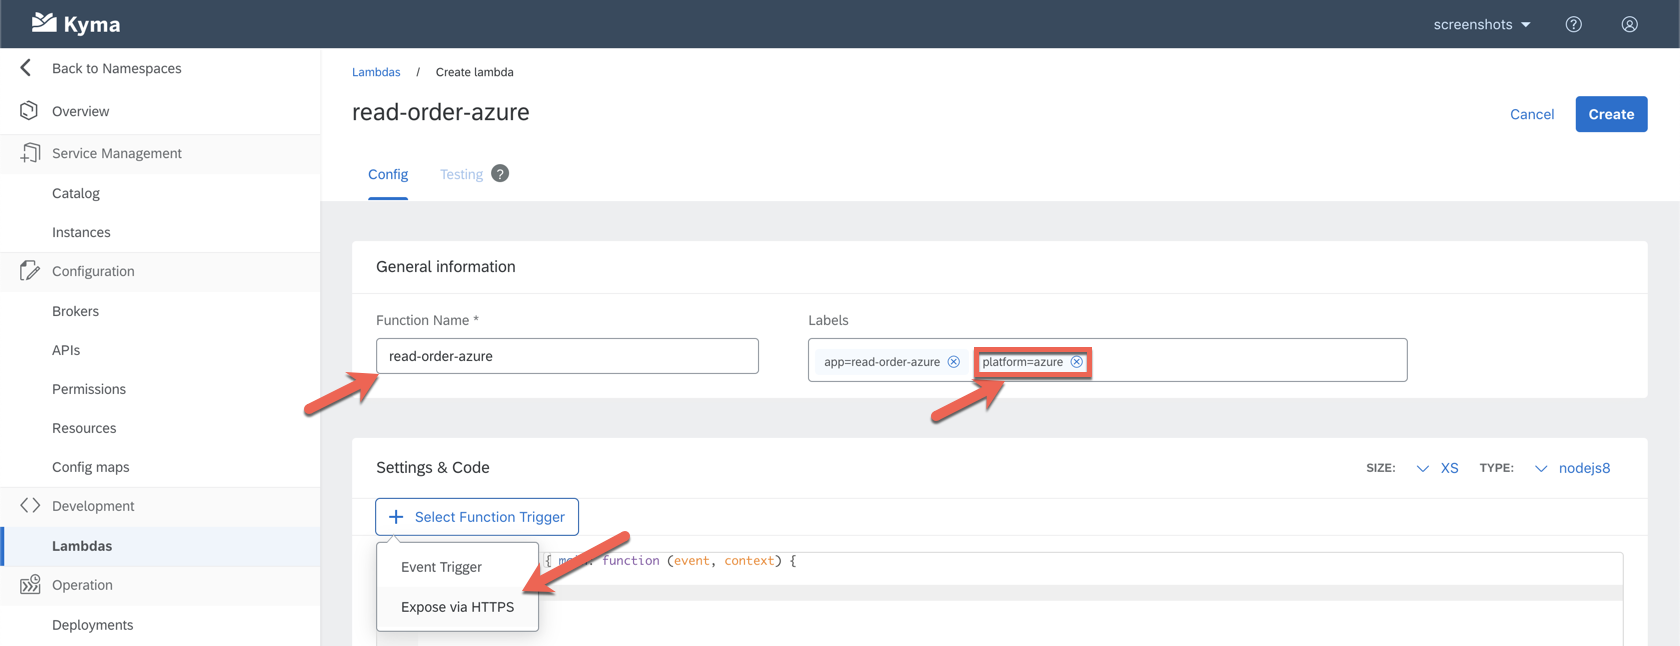 Kyma
screenshots
Back to Namespaces
Overview
Service Management
Catalog
Instances
Configuration
Brokers
APIs
Permissions
Resources
Config maps
Development
Lambdas
Operation
Deployments
Lambdas / Create lambda
read-order-azure
Cancel
Create
Config
Testing ?
General information
Function Name *
read-order-azure
Labels
app=read-order-azure
platform=azure
Settings & Code
SIZE: XS TYPE: nodejs8
+ Select Function Trigger
Event Trigger
Expose via HTTPS
{ function (event, context) {